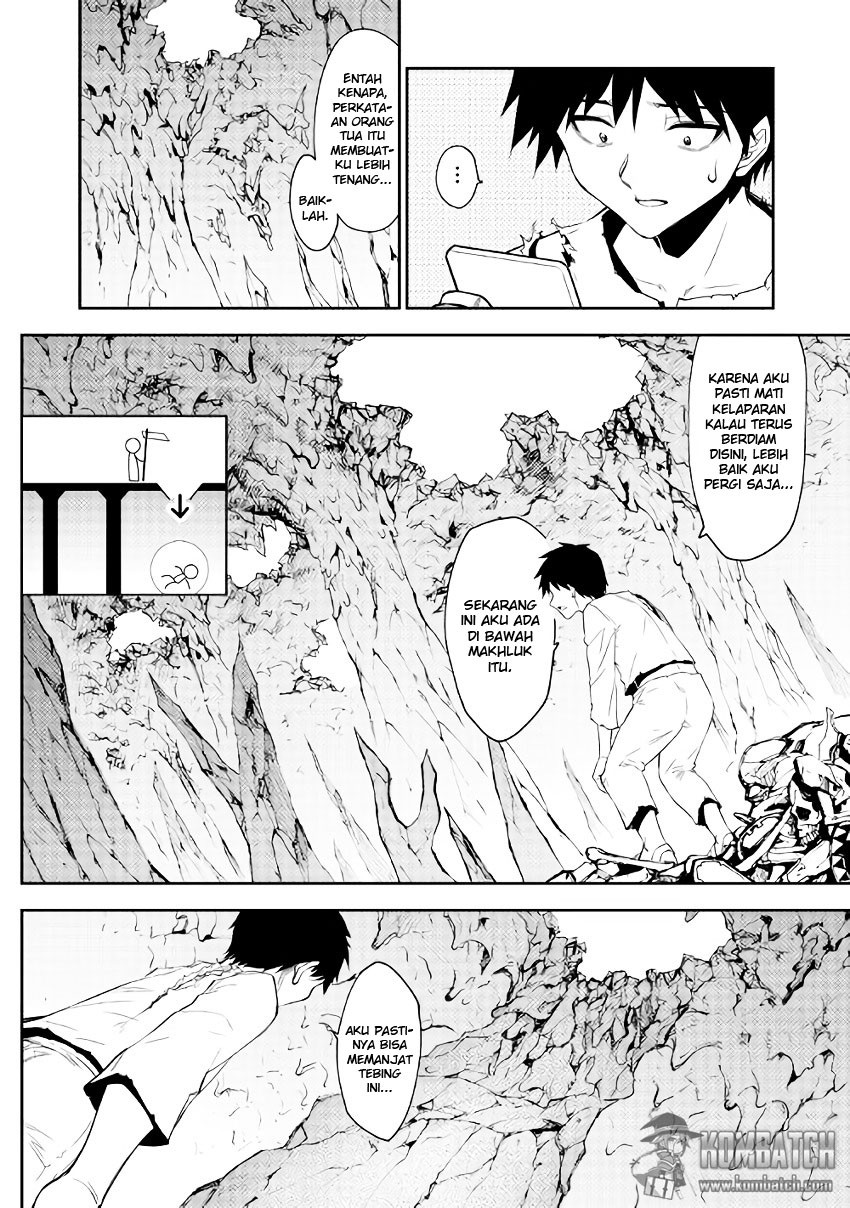 ...
ENTAH
KENAPA,
PERKATA-
AN ORANG
TUA ITU
MEMBUAT-
KU LEBIH
TENANG...
BAIK-
LAH.
KARENA AKU
PASTI MATI
KELAPARAN
KALAU TERUS
BERDIAM
DISINI, LEBIH
BAIK AKU
PERGI SAJA...
SEKARANG
INI AKU ADA
DI BAWAH
MAKHLUK
ITU.
AKU PASTI-
NYA BISA
MEMANJAT
TEBING
INI...
KOMBATCH
www.kombatch.com